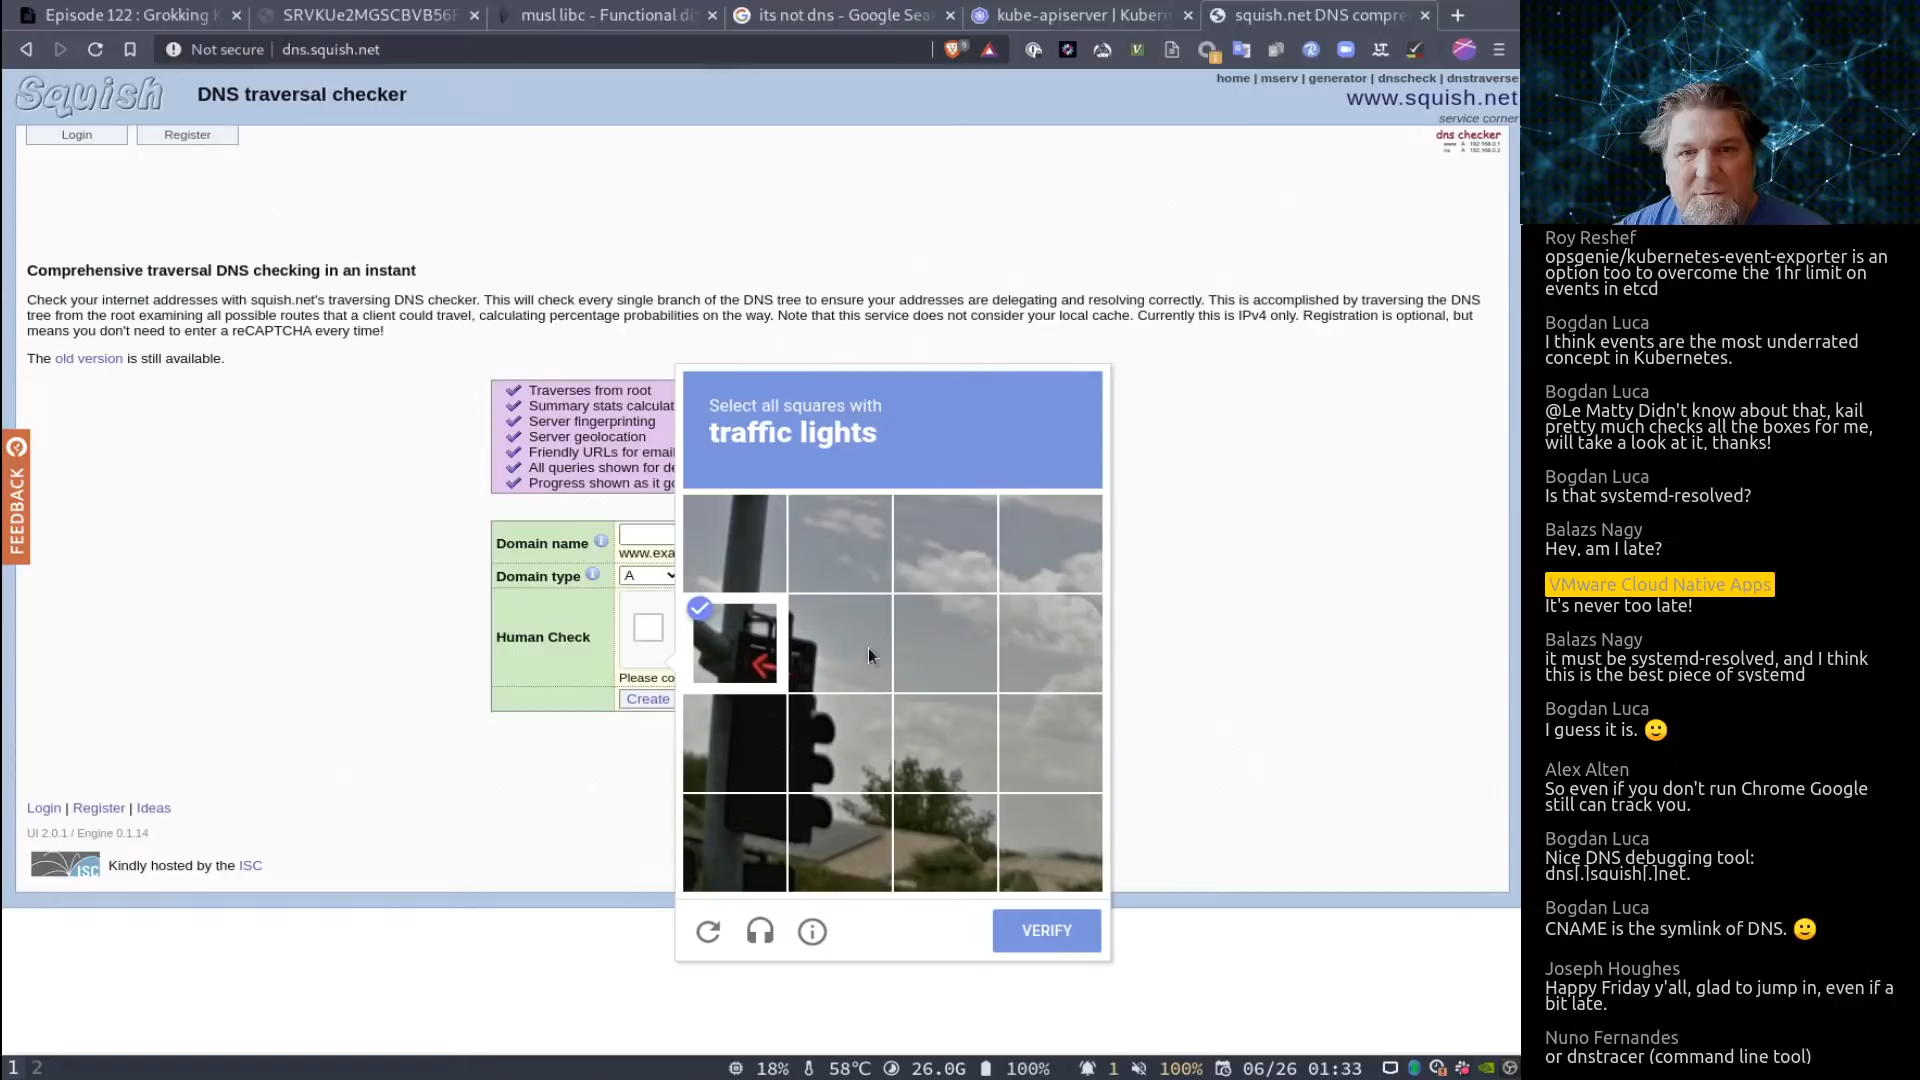 Episode 122 : Grokking
SRVKUe2MGSCBVB56
musl libc - Functional di
its not dns - Google Sea
kube-apiserver | Kubern
squish.net DNS compre
Not secure
dns.squish.net
Squish
DNS traversal checker
home | mserv | generator | dnscheck | dnstraverse
www.squish.net
service corner
Login
Register
dns checker
www A 192.168.0.1
ns A 192.168.0.2
Comprehensive traversal DNS checking in an instant
Check your internet addresses with squish.net's traversing DNS checker. This will check every single branch of the DNS tree to ensure your addresses are delegating and resolving correctly. This is accomplished by traversing the DNS
tree from the root examining all possible routes that a client could travel, calculating percentage probabilities on the way. Note that this service does not consider your local cache. Currently this is IPv4 only. Registration is optional, but
means you don't need to enter a reCAPTCHA every time!
The old version is still available.
Traverses from root
Summary stats calculat
Server fingerprinting
Server geolocation
Friendly URLs for email
All queries shown for de
Progress shown as it go
Domain name
www.exa
Domain type
A
Human Check
Please co
Create
Select all squares with
traffic lights
VERIFY
FEEDBACK
Login | Register | Ideas
UI 2.0.1 / Engine 0.1.14
ISC
Kindly hosted by the ISC
Roy Reshef
opsgenie/kubernetes-event-exporter is an
option too to overcome the 1hr limit on
events in etcd
Bogdan Luca
I think events are the most underrated
concept in Kubernetes.
Bogdan Luca
@Le Matty Didn't know about that, kail
pretty much checks all the boxes for me,
will take a look at it, thanks!
Bogdan Luca
Is that systemd-resolved?
Balazs Nagy
Hey, am I late?
VMware Cloud Native Apps
It's never too late!
Balazs Nagy
it must be systemd-resolved, and I think
this is the best piece of systemd
Bogdan Luca
I guess it is. 🙂
Alex Alten
So even if you don't run Chrome Google
still can track you.
Bogdan Luca
Nice DNS debugging tool:
dns[.]squish[.]net.
Bogdan Luca
CNAME is the symlink of DNS. 🙂
Joseph Houghes
Happy Friday y'all, glad to jump in, even if a
bit late.
Nuno Fernandes
or dnstracer (command line tool)
1 2
18% 58°C 26.0G 100% 1 100% 06/26 01:33